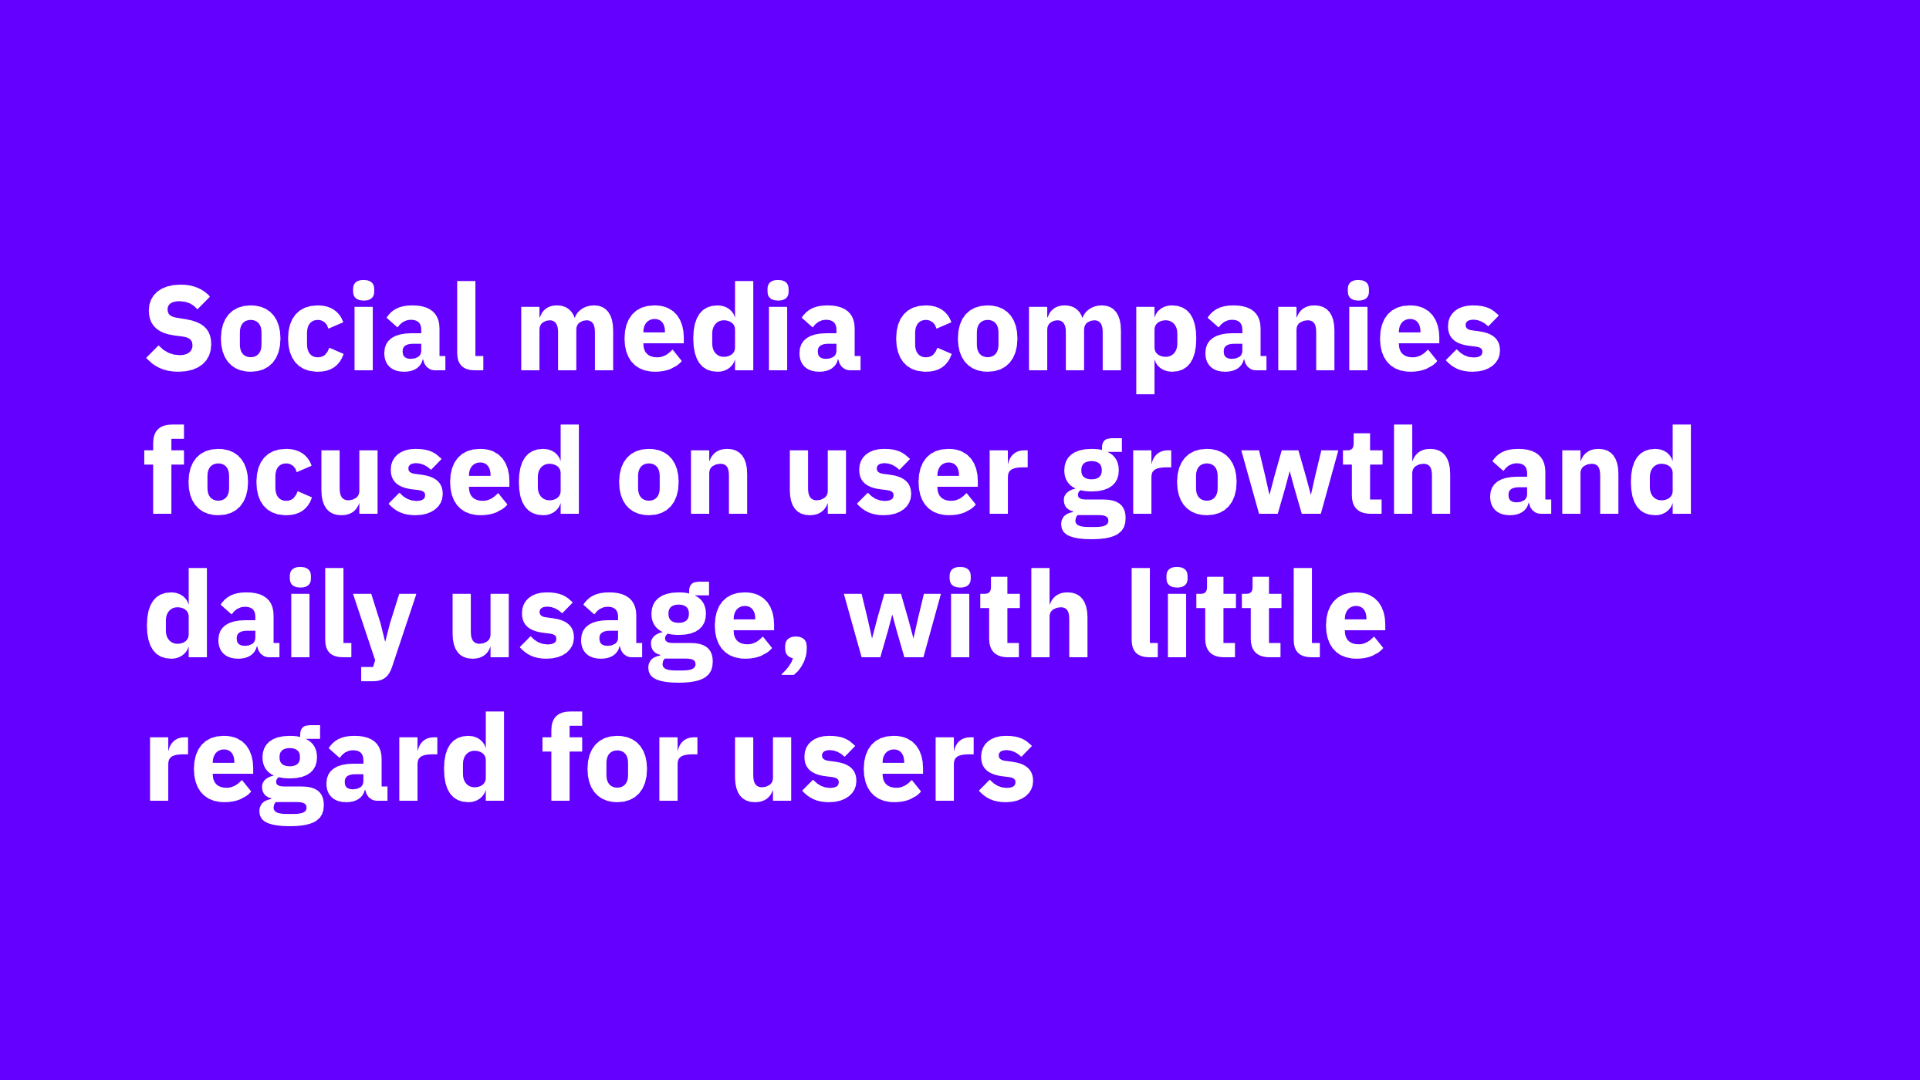 Social media companies
focused on user growth and
daily usage, with little
regard for users